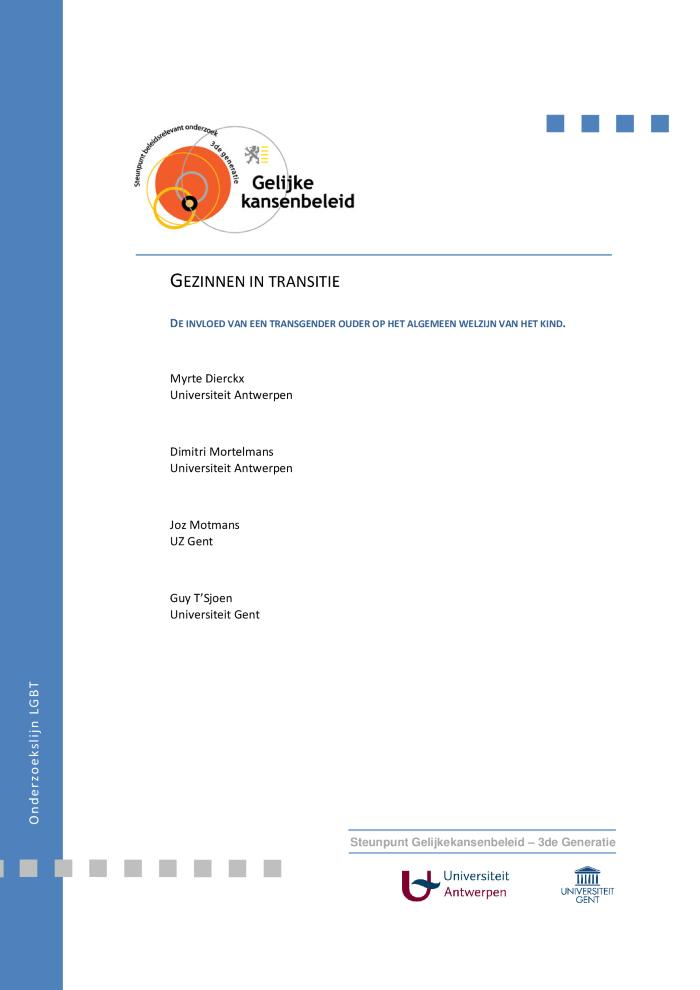 Steunpunt beleidsrelevant onderzoek
3de generatie
Gelijke
kansenbeleid
GEZINNEN IN TRANSITIE
DE INVLOED VAN EEN TRANSGENDER OUDER OP HET ALGEMEEN WELZIJN VAN HET KIND.
Myrte Dierckx
Universiteit Antwerpen
Dimitri Mortelmans
Universiteit Antwerpen
Joz Motmans
UZ Gent
Guy T’Sjoen
Universiteit Gent
Onderzoekslijn LGBT
Steunpunt Gelijkekansenbeleid – 3de Generatie
Universiteit
Antwerpen
UNIVERSITEIT
GENT